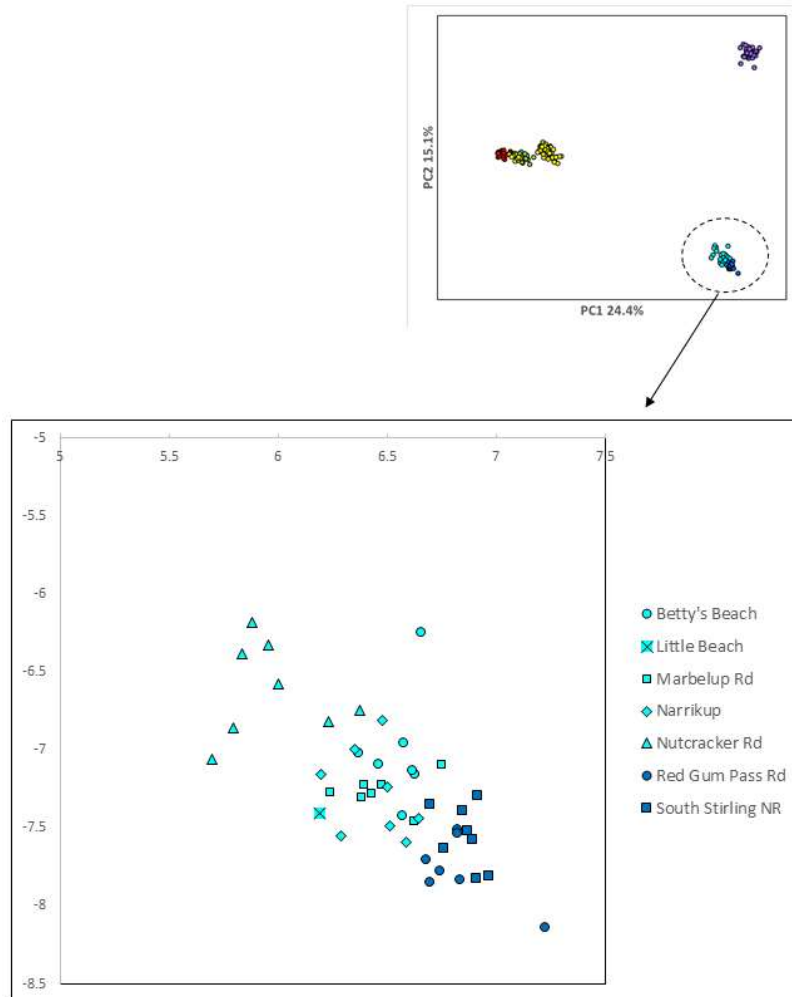 PC2 15.1%
PC1 24.4%
-5
5
5.5
6
6.5
7
7.5
-5.5
-6
-6.5
-7
-7.5
-8
-8.5
Betty's Beach
Little Beach
Marbelup Rd
Narrikup
Nutcracker Rd
Red Gum Pass Rd
South Stirling NR